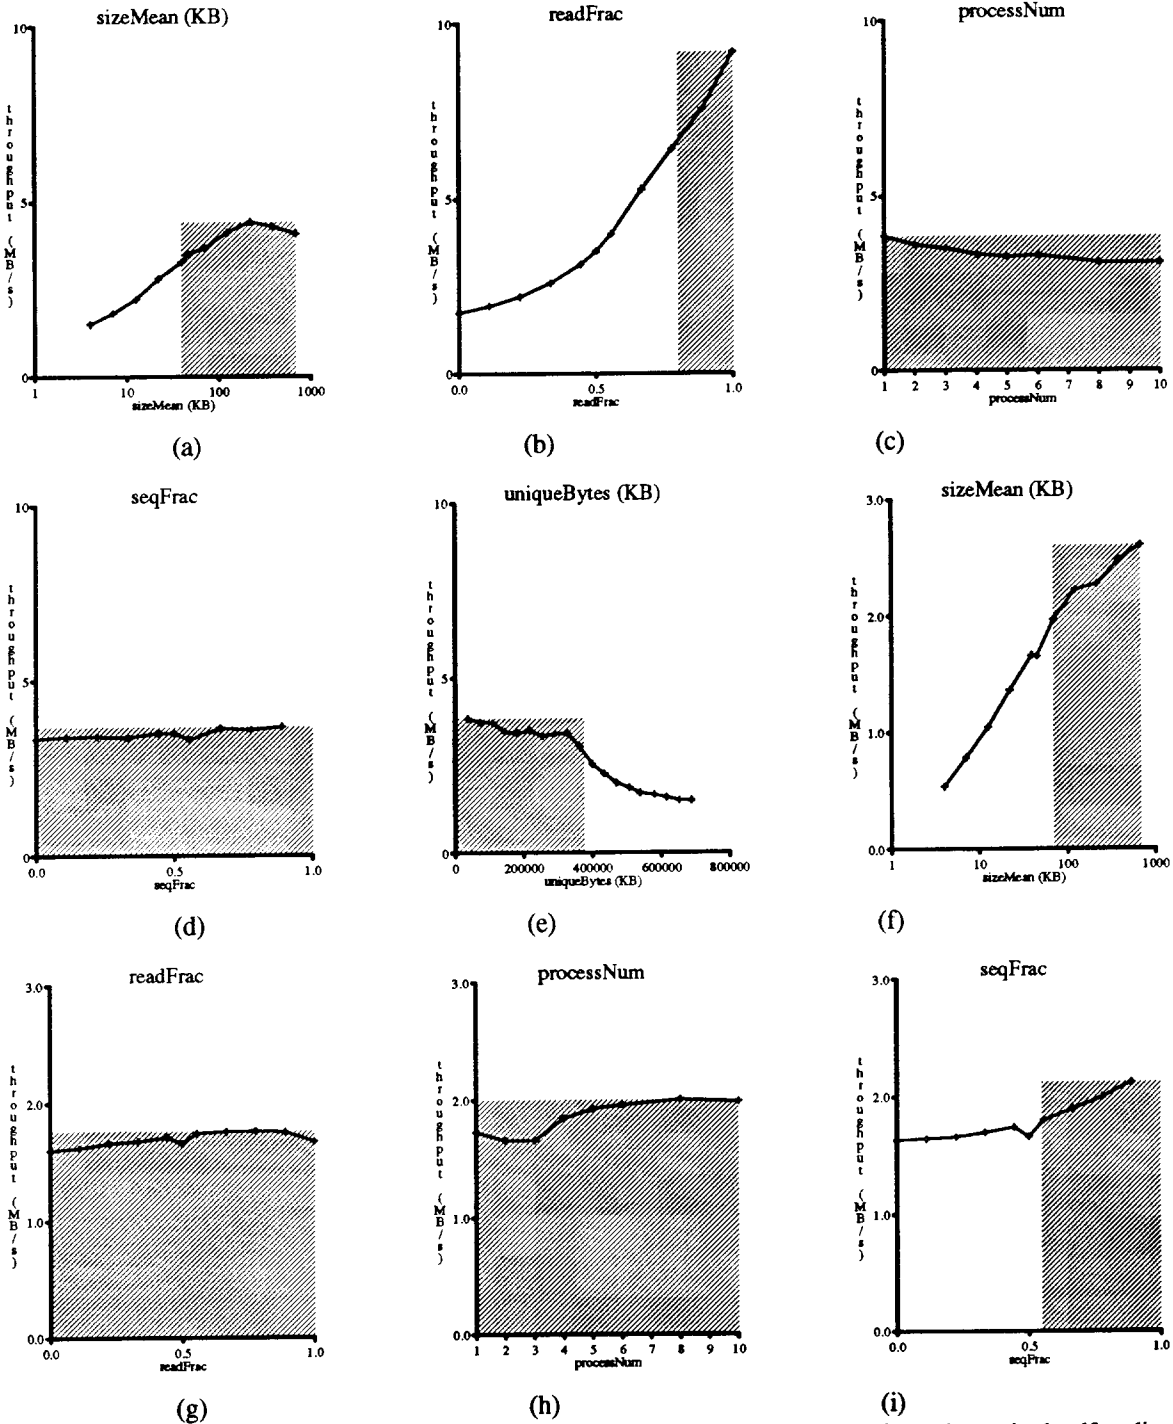 sizeMean (KB)
10
5
0
throughput (MB/s)
1 10 100 1000
sizeMean (KB)
(a)
readFrac
10
5
0
throughput (MB/s)
0.0 0.5 1.0
readFrac
(b)
processNum
10
5
0
throughput (MB/s)
1 2 3 4 5 6 7 8 9 10
processNum
(c)
seqFrac
10
5
0
throughput (MB/s)
0.0 0.5 1.0
seqFrac
(d)
uniqueBytes (KB)
10
5
0
throughput (MB/s)
0 200000 400000 600000 800000
uniqueBytes (KB)
(e)
sizeMean (KB)
3.0
2.0
1.0
0.0
throughput (MB/s)
1 10 100 1000
sizeMean (KB)
(f)
readFrac
3.0
2.0
1.0
0.0
throughput (MB/s)
0.0 0.5 1.0
readFrac
(g)
processNum
3.0
2.0
1.0
0.0
throughput (MB/s)
1 2 3 4 5 6 7 8 9 10
processNum
(h)
seqFrac
3.0
2.0
1.0
0.0
throughput (MB/s)
0.0 0.5 1.0
seqFrac
(i)